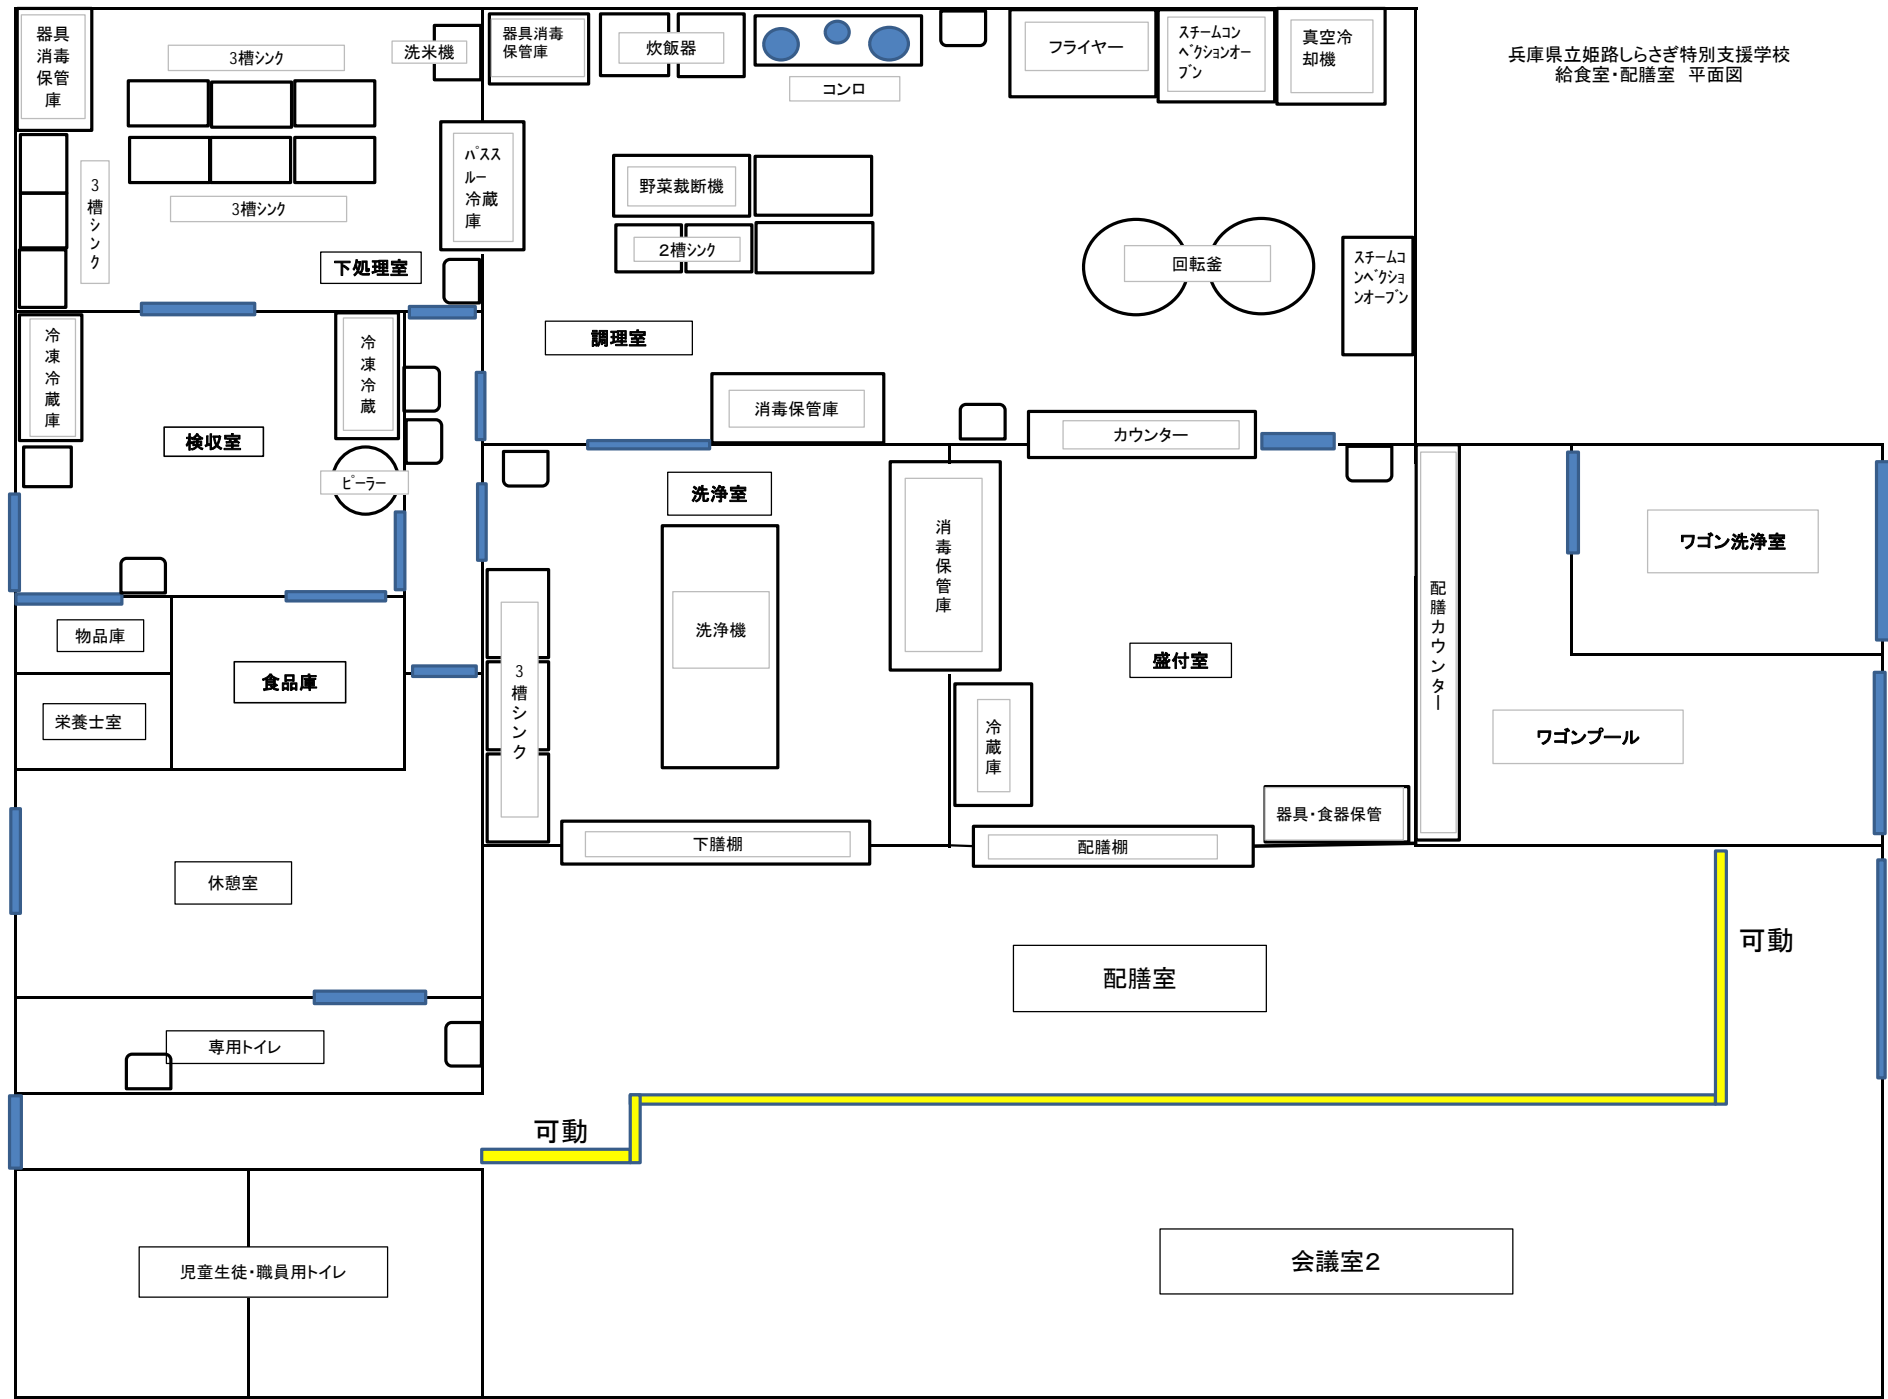 兵庫県立姫路しらさぎ特別支援学校
給食室・配膳室　平面図
器具
消毒
保管
庫
3槽シンク
洗米機
器具消毒
保管庫
炊飯器
コンロ
フライヤー
スチームコン
ベクションオー
ブン
真空冷
却機
3
槽
シ
ン
ク
3槽シンク
パスス
ルー
冷蔵
庫
野菜裁断機
2槽シンク
下処理室
回転釜
スチームコ
ンベクショ
ンオーブン
冷
凍
冷
蔵
庫
冷
凍
冷
蔵
調理室
検収室
ピーラー
消毒保管庫
カウンター
洗浄室
消
毒
保
管
庫
洗浄機
3
槽
シ
ン
ク
盛付室
冷
蔵
庫
配
膳
カ
ウ
ン
タ
ー
ワゴン洗浄室
ワゴンプール
物品庫
食品庫
栄養士室
器具・食器保管
下膳棚
配膳棚
休憩室
配膳室
可動
専用トイレ
可動
児童生徒・職員用トイレ
会議室2